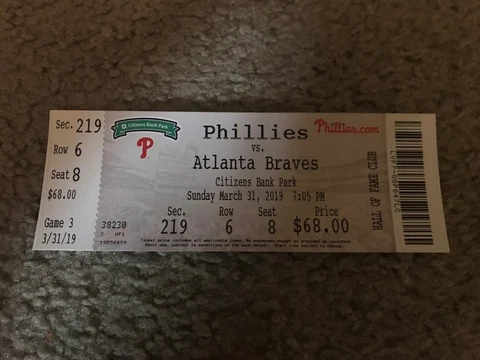 Sec. 219
Row 6
Seat 8
$68.00
Game 3
3/31/19
Citizens Bank Park
P
Phillies
Phillies.com
vs.
Atlanta Braves
Citizens Bank Park
Sunday March 31, 2019 7:05 PM
Sec. Row Seat Price
219 6 8 $68.00
38230
HALL OF FAME CLUB